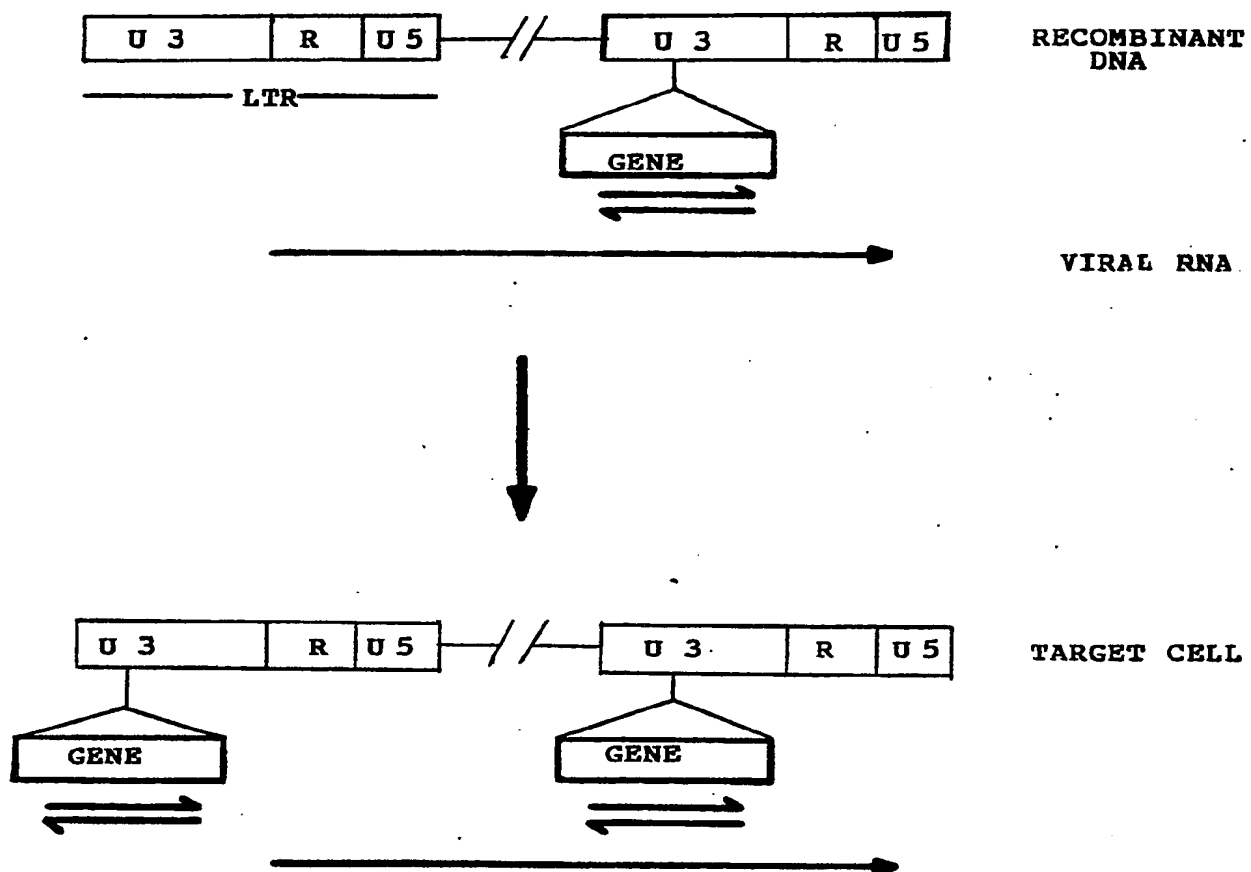 U 3 R U 5 U 3 R U 5 RECOMBINANT
DNA
LTR
GENE
VIRAL RNA
U 3 R U 5 U 3 R U 5 TARGET CELL
GENE GENE